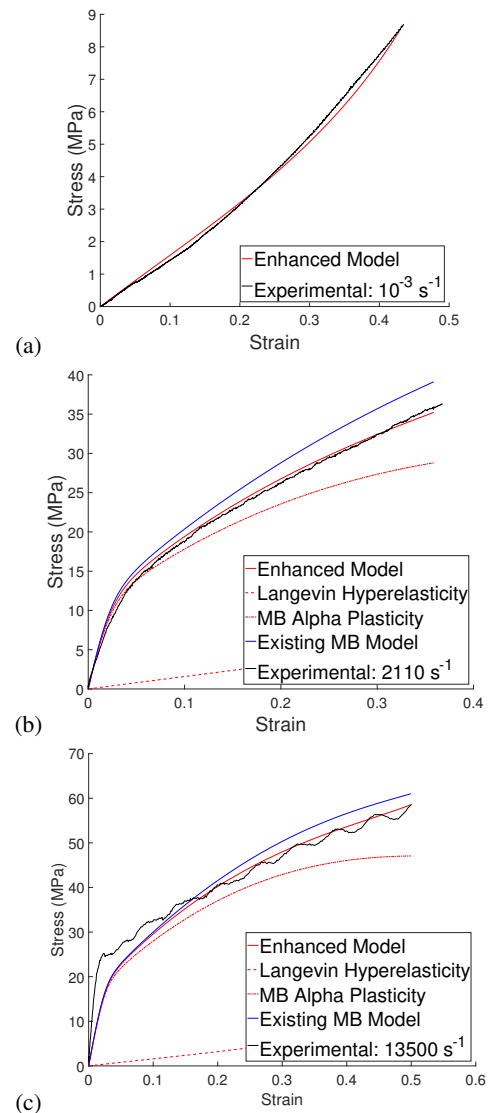 9
8
7
6
5
4
3
2
1
0
Stress (MPa)
Enhanced Model
Experimental: 10⁻³ s⁻¹
0 0.1 0.2 0.3 0.4 0.5
Strain
(a)
40
35
30
25
20
15
10
5
0
Stress (MPa)
Enhanced Model
Langevin Hyperelasticity
MB Alpha Plasticity
Existing MB Model
Experimental: 2110 s⁻¹
0 0.1 0.2 0.3 0.4
Strain
(b)
70
60
50
40
30
20
10
0
Stress (MPa)
Enhanced Model
Langevin Hyperelasticity
MB Alpha Plasticity
Existing MB Model
Experimental: 13500 s⁻¹
0 0.1 0.2 0.3 0.4 0.5 0.6
Strain
(c)